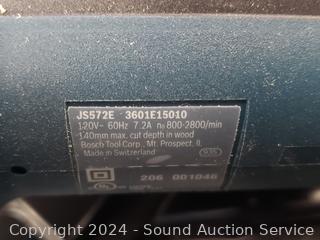 JS572E 3601E15010
120V~ 60Hz 7.2A n₀ 800-2800/min
140mm max. cut depth in wood
Bosch Tool Corp., Mt. Prospect, IL
Made in Switzerland
206 001046
UL
Copyright 2024 - Sound Auction Service